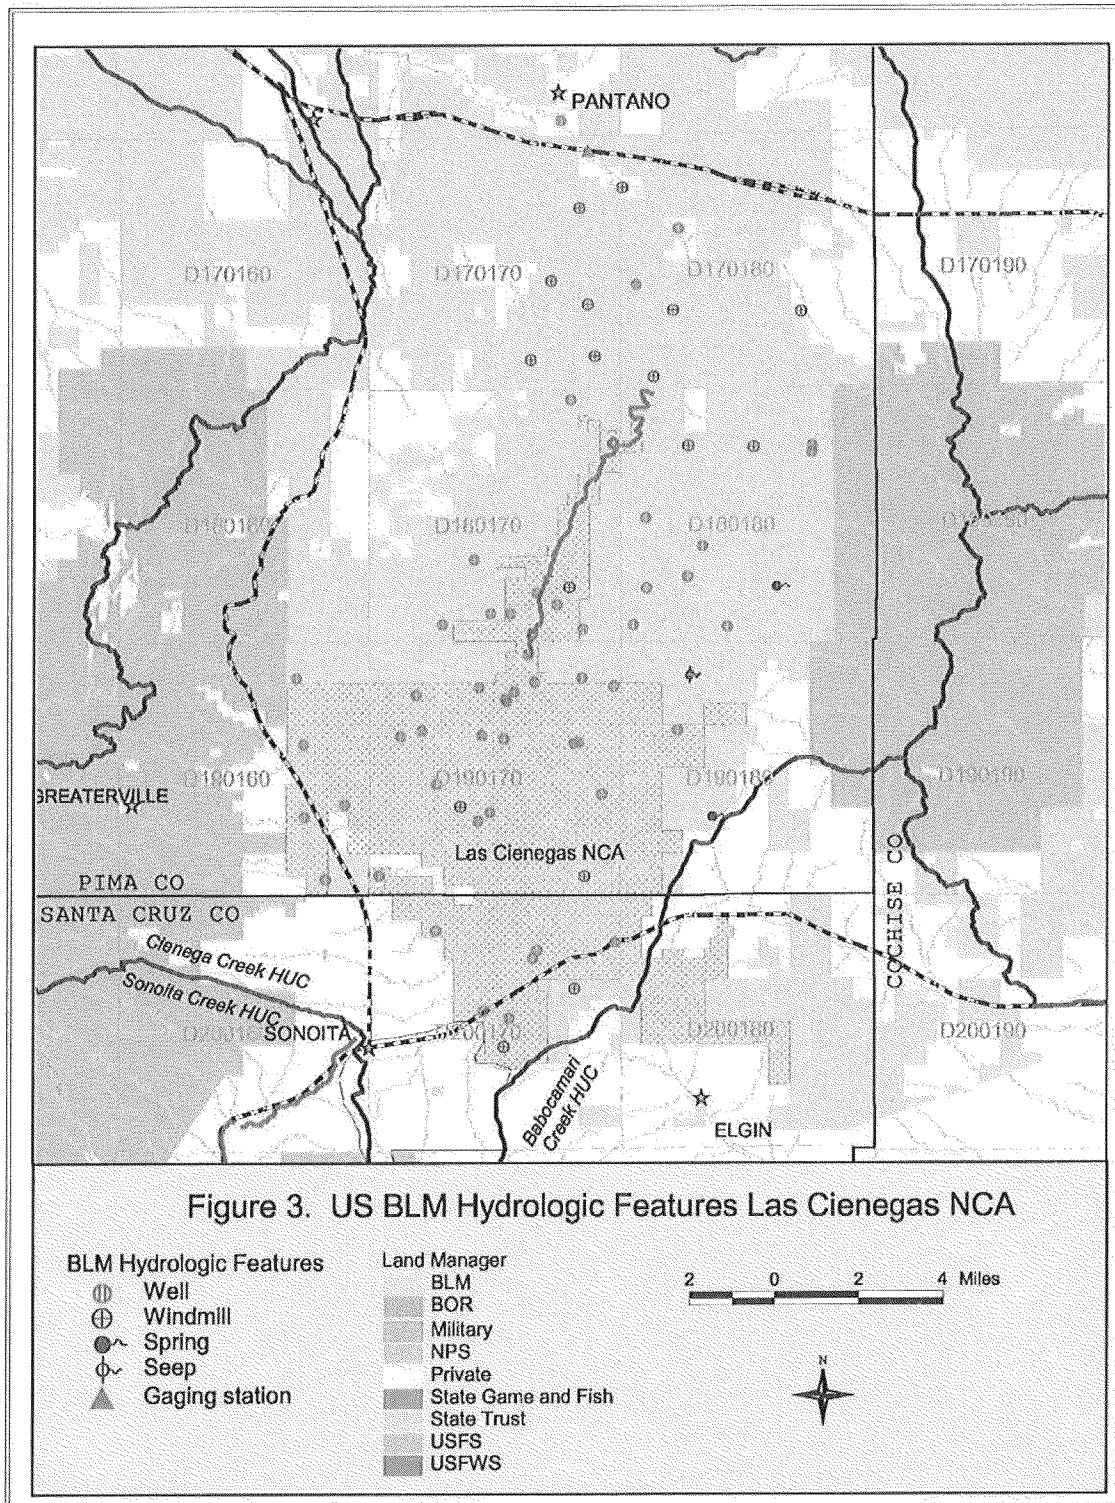 PANTANO
D170160
D170170
D170180
D170190
D180170
D180180
D190160
D190170
D190180
D190190
GREATERVILLE
Las Cienegas NCA
PIMA CO
SANTA CRUZ CO
COCHISE CO
Cienega Creek HUC
Sonoita Creek HUC
SONOITA
D200170
D200180
D200190
Babocamari
Creek HUC
ELGIN
Figure 3. US BLM Hydrologic Features Las Cienegas NCA
BLM Hydrologic Features
Well
Windmill
Spring
Seep
Gaging station
Land Manager
BLM
BOR
Military
NPS
Private
State Game and Fish
State Trust
USFS
USFWS
2 0 2 4 Miles
N